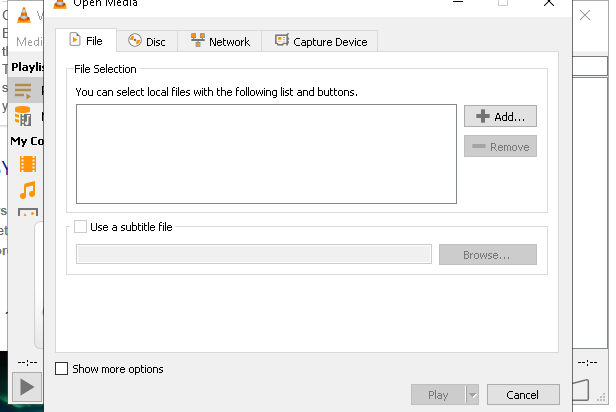 Open Media
Medi
File
Disc
Network
Capture Device
Playlis
File Selection
You can select local files with the following list and buttons.
Add...
Remove
My Co
Use a subtitle file
Browse...
--:--
--:--
Show more options
Play
Cancel